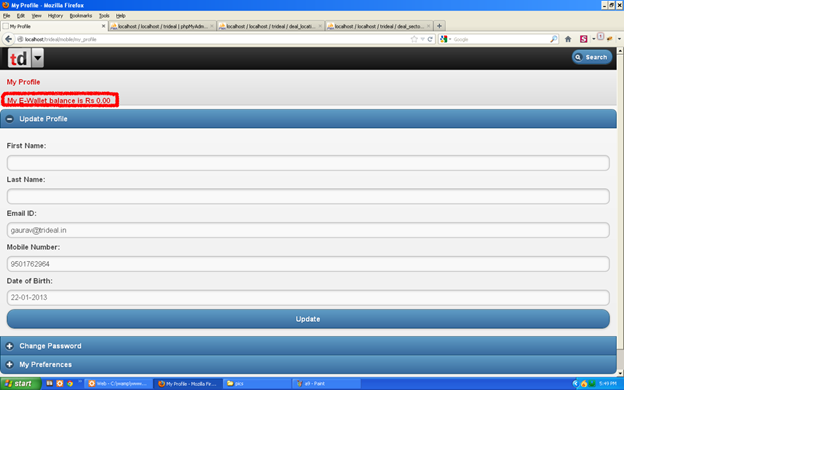 My Profile - Mozilla Firefox
File Edit View History Bookmarks Tools Help
My Profile
localhost / localhost / trideal | phpMyAdm...
localhost / localhost / trideal / deal_locati...
localhost / localhost / trideal / deal_secto...
localhost/trideal/mobile/my_profile
Google
td
Search
My Profile
My E-Wallet balance is Rs 0.00
Update Profile
First Name:
Last Name:
Email ID:
gaurav@trideal.in
Mobile Number:
9501762964
Date of Birth:
22-01-2013
Update
Change Password
My Preferences
start
My Profile - Mozilla Fir...
pics
a9 - Paint
5:49 PM